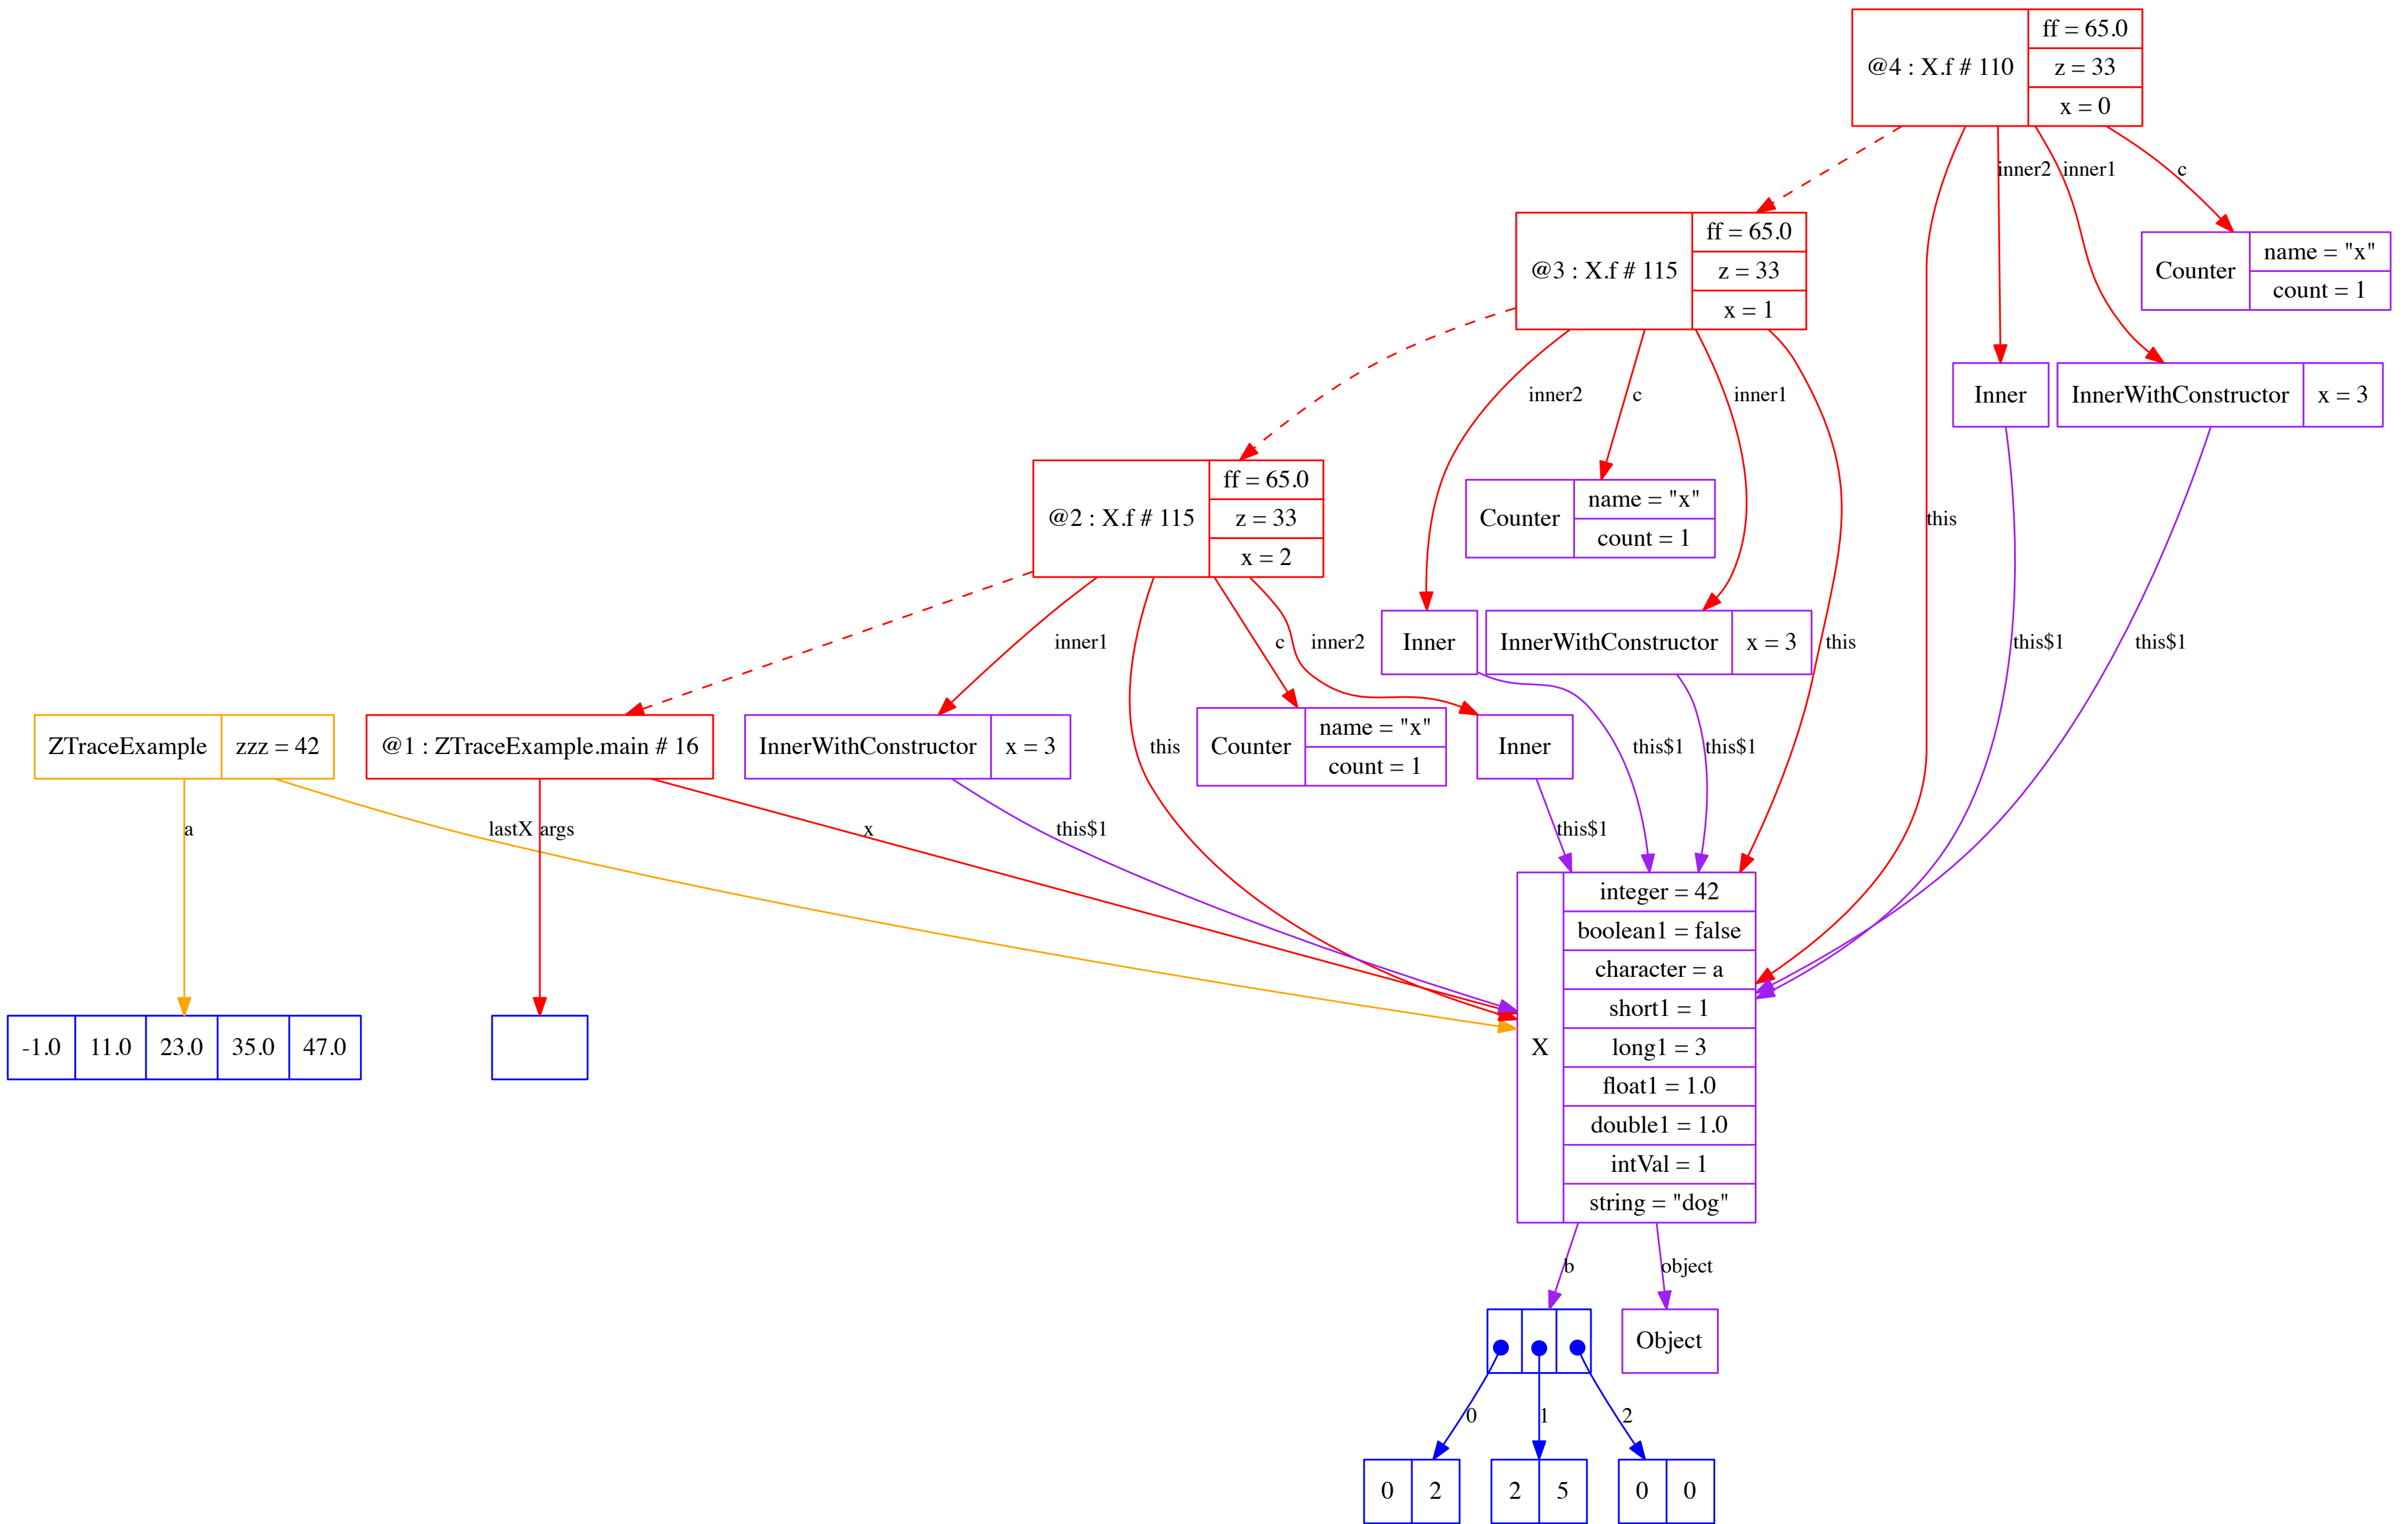 ff = 65.0
@4 : X.f # 110
z = 33
x = 0
inner2
inner1
c
ff = 65.0
@3 : X.f # 115
z = 33
x = 1
Counter
name = "x"
count = 1
inner2
c
inner1
Inner
InnerWithConstructor
x = 3
ff = 65.0
@2 : X.f # 115
z = 33
x = 2
Counter
name = "x"
count = 1
this
inner1
c
inner2
Inner
InnerWithConstructor
x = 3
this
this$1
this$1
ZTraceExample
zzz = 42
@1 : ZTraceExample.main # 16
InnerWithConstructor
x = 3
this
Counter
name = "x"
count = 1
Inner
this$1
this$1
a
lastX
args
x
this$1
this$1
X
integer = 42
boolean1 = false
character = a
short1 = 1
long1 = 3
float1 = 1.0
double1 = 1.0
intVal = 1
string = "dog"
-1.0
11.0
23.0
35.0
47.0
b
object
Object
0
1
2
0
2
2
5
0
0